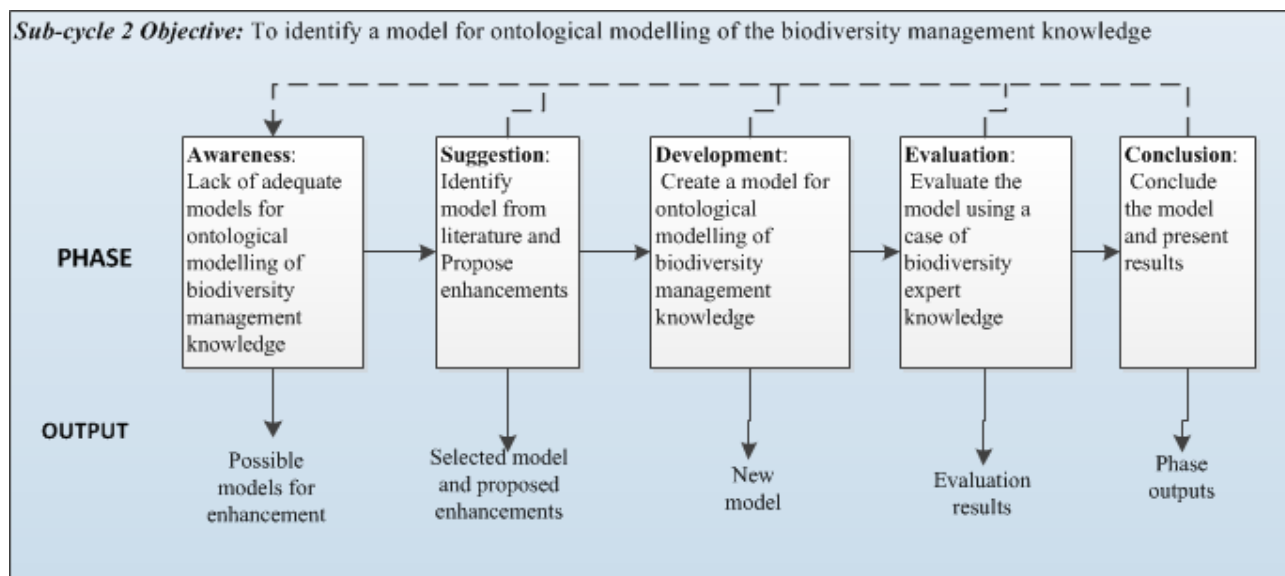 Sub-cycle 2 Objective: To identify a model for ontological modelling of the biodiversity management knowledge
PHASE
Awareness:
Lack of adequate
models for
ontological
modelling of
biodiversity
management
knowledge
Suggestion:
Identify
model from
literature and
Propose
enhancements
Development:
Create a model for
ontological
modelling of
biodiversity
management
knowledge
Evaluation:
Evaluate the
model using a
case of
biodiversity
expert
knowledge
Conclusion:
Conclude
the model
and present
results
OUTPUT
Possible
models for
enhancement
Selected model
and proposed
enhancements
New
model
Evaluation
results
Phase
outputs